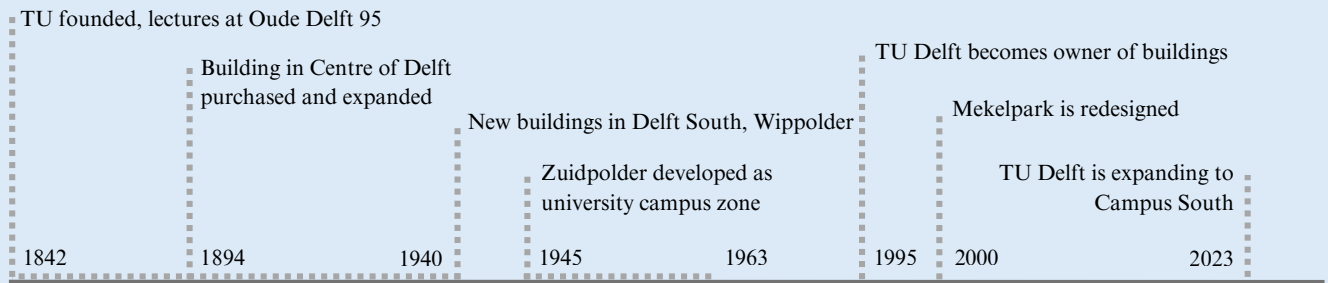 TU founded, lectures at Oude Delft 95
Building in Centre of Delft
purchased and expanded
New buildings in Delft South, Wippolder
Zuidpolder developed as
university campus zone
TU Delft becomes owner of buildings
Mekelpark is redesigned
TU Delft is expanding to
Campus South
1842
1894
1940
1945
1963
1995
2000
2023